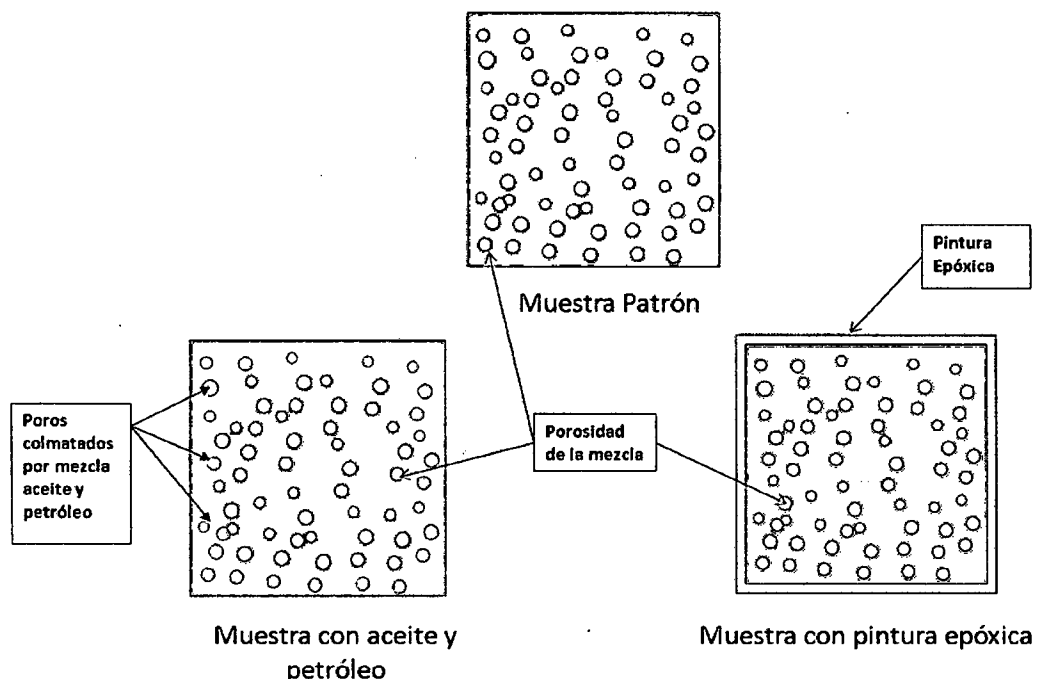 Muestra Patrón
Pintura
Epóxica
Poros
colmatados
por mezcla
aceite y
petróleo
Porosidad
de la mezcla
Muestra con aceite y
petróleo
Muestra con pintura epóxica